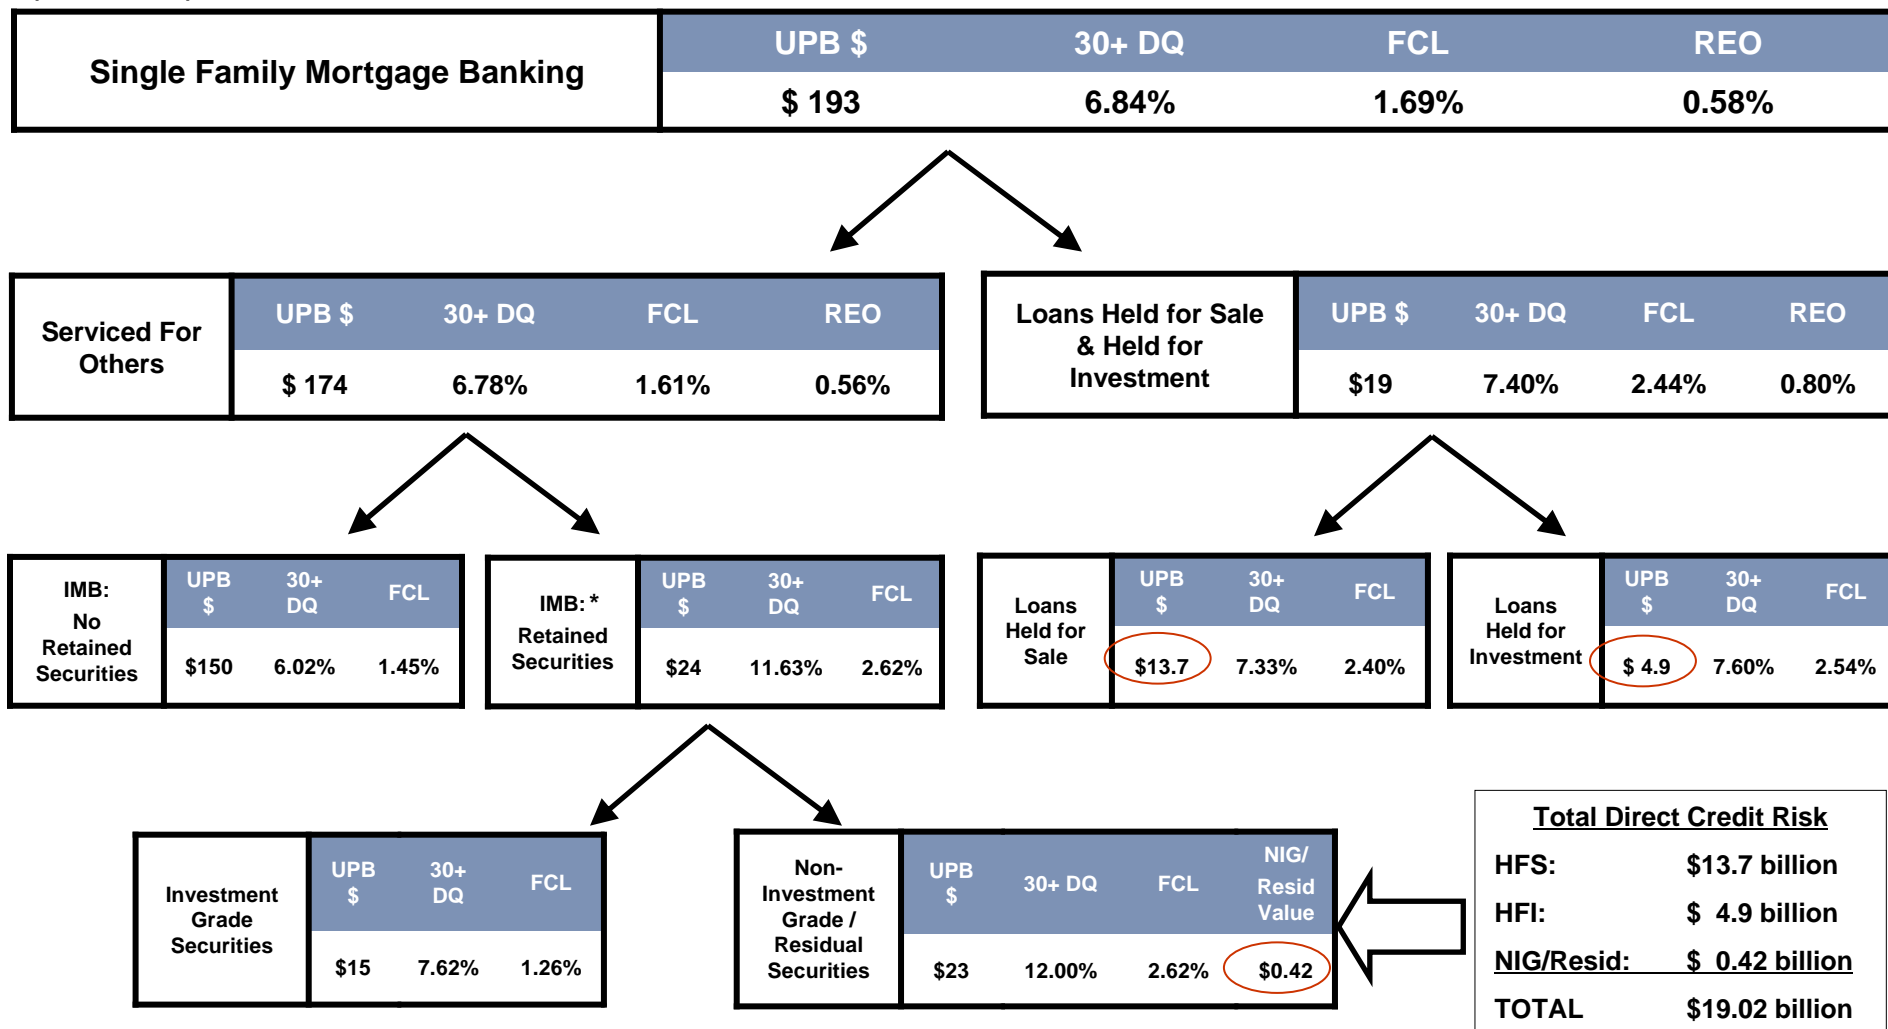 Single Family Mortgage Banking
UPB $ 30+ DQ FCL REO
$ 193 6.84% 1.69% 0.58%
Serviced For
Others
UPB $ 30+ DQ FCL REO
$ 174 6.78% 1.61% 0.56%
Loans Held for Sale
& Held for
Investment
UPB $ 30+ DQ FCL REO
$19 7.40% 2.44% 0.80%
IMB:
No
Retained
Securities
UPB
$
30+
DQ
FCL
$150 6.02% 1.45%
IMB: *
Retained
Securities
UPB
$
30+
DQ
FCL
$24 11.63% 2.62%
Loans
Held for
Sale
UPB
$
30+
DQ
FCL
$13.7 7.33% 2.40%
Loans
Held for
Investment
UPB
$
30+
DQ
FCL
$ 4.9 7.60% 2.54%
Investment
Grade
Securities
UPB
$
30+
DQ
FCL
$15 7.62% 1.26%
Non-
Investment
Grade /
Residual
Securities
UPB
$
30+ DQ
FCL
NIG/
Resid
Value
$23 12.00% 2.62% $0.42
Total Direct Credit Risk
HFS: $13.7 billion
HFI: $ 4.9 billion
NIG/Resid: $ 0.42 billion
TOTAL $19.02 billion